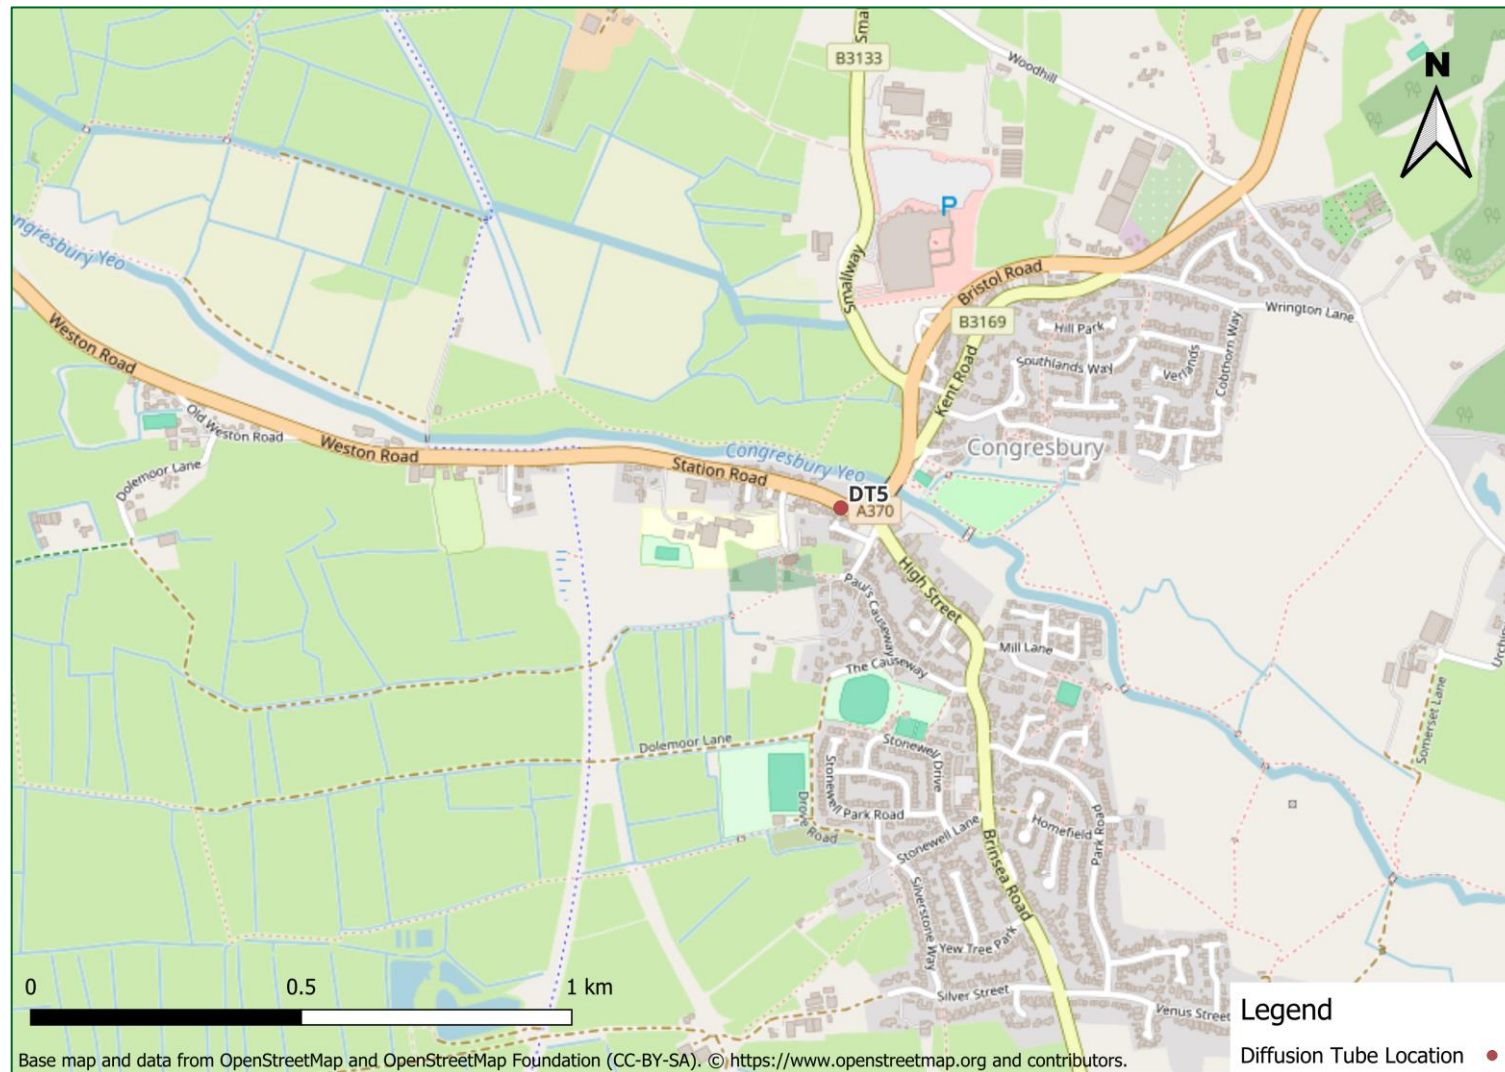 Smal
B3133
Woodhill
N
P
Congresbury Yeo
Smallway
Bristol Road
Wrington Lane
B3169
Hill Park
Southlands Way
Verlands
Cobthorn Way
Kent Road
Weston Road
Old Weston Road
Weston Road
Dolemoor Lane
Station Road
Congresbury Yeo
Congresbury
DT5
A370
High Street
Paul's Causeway
Mill Lane
The Causeway
Urchin
Somerset Lane
Dolemoor Lane
Stonewell Drive
Stonewell Park Road
Drove Road
Stonewell Lane
Homefield
Park Road
Brinsea Road
Silverstone Way
Yew Tree Park
Silver Street
Venus Street
0 0.5 1 km
Legend
Diffusion Tube Location
Base map and data from OpenStreetMap and OpenStreetMap Foundation (CC-BY-SA). © https://www.openstreetmap.org and contributors.